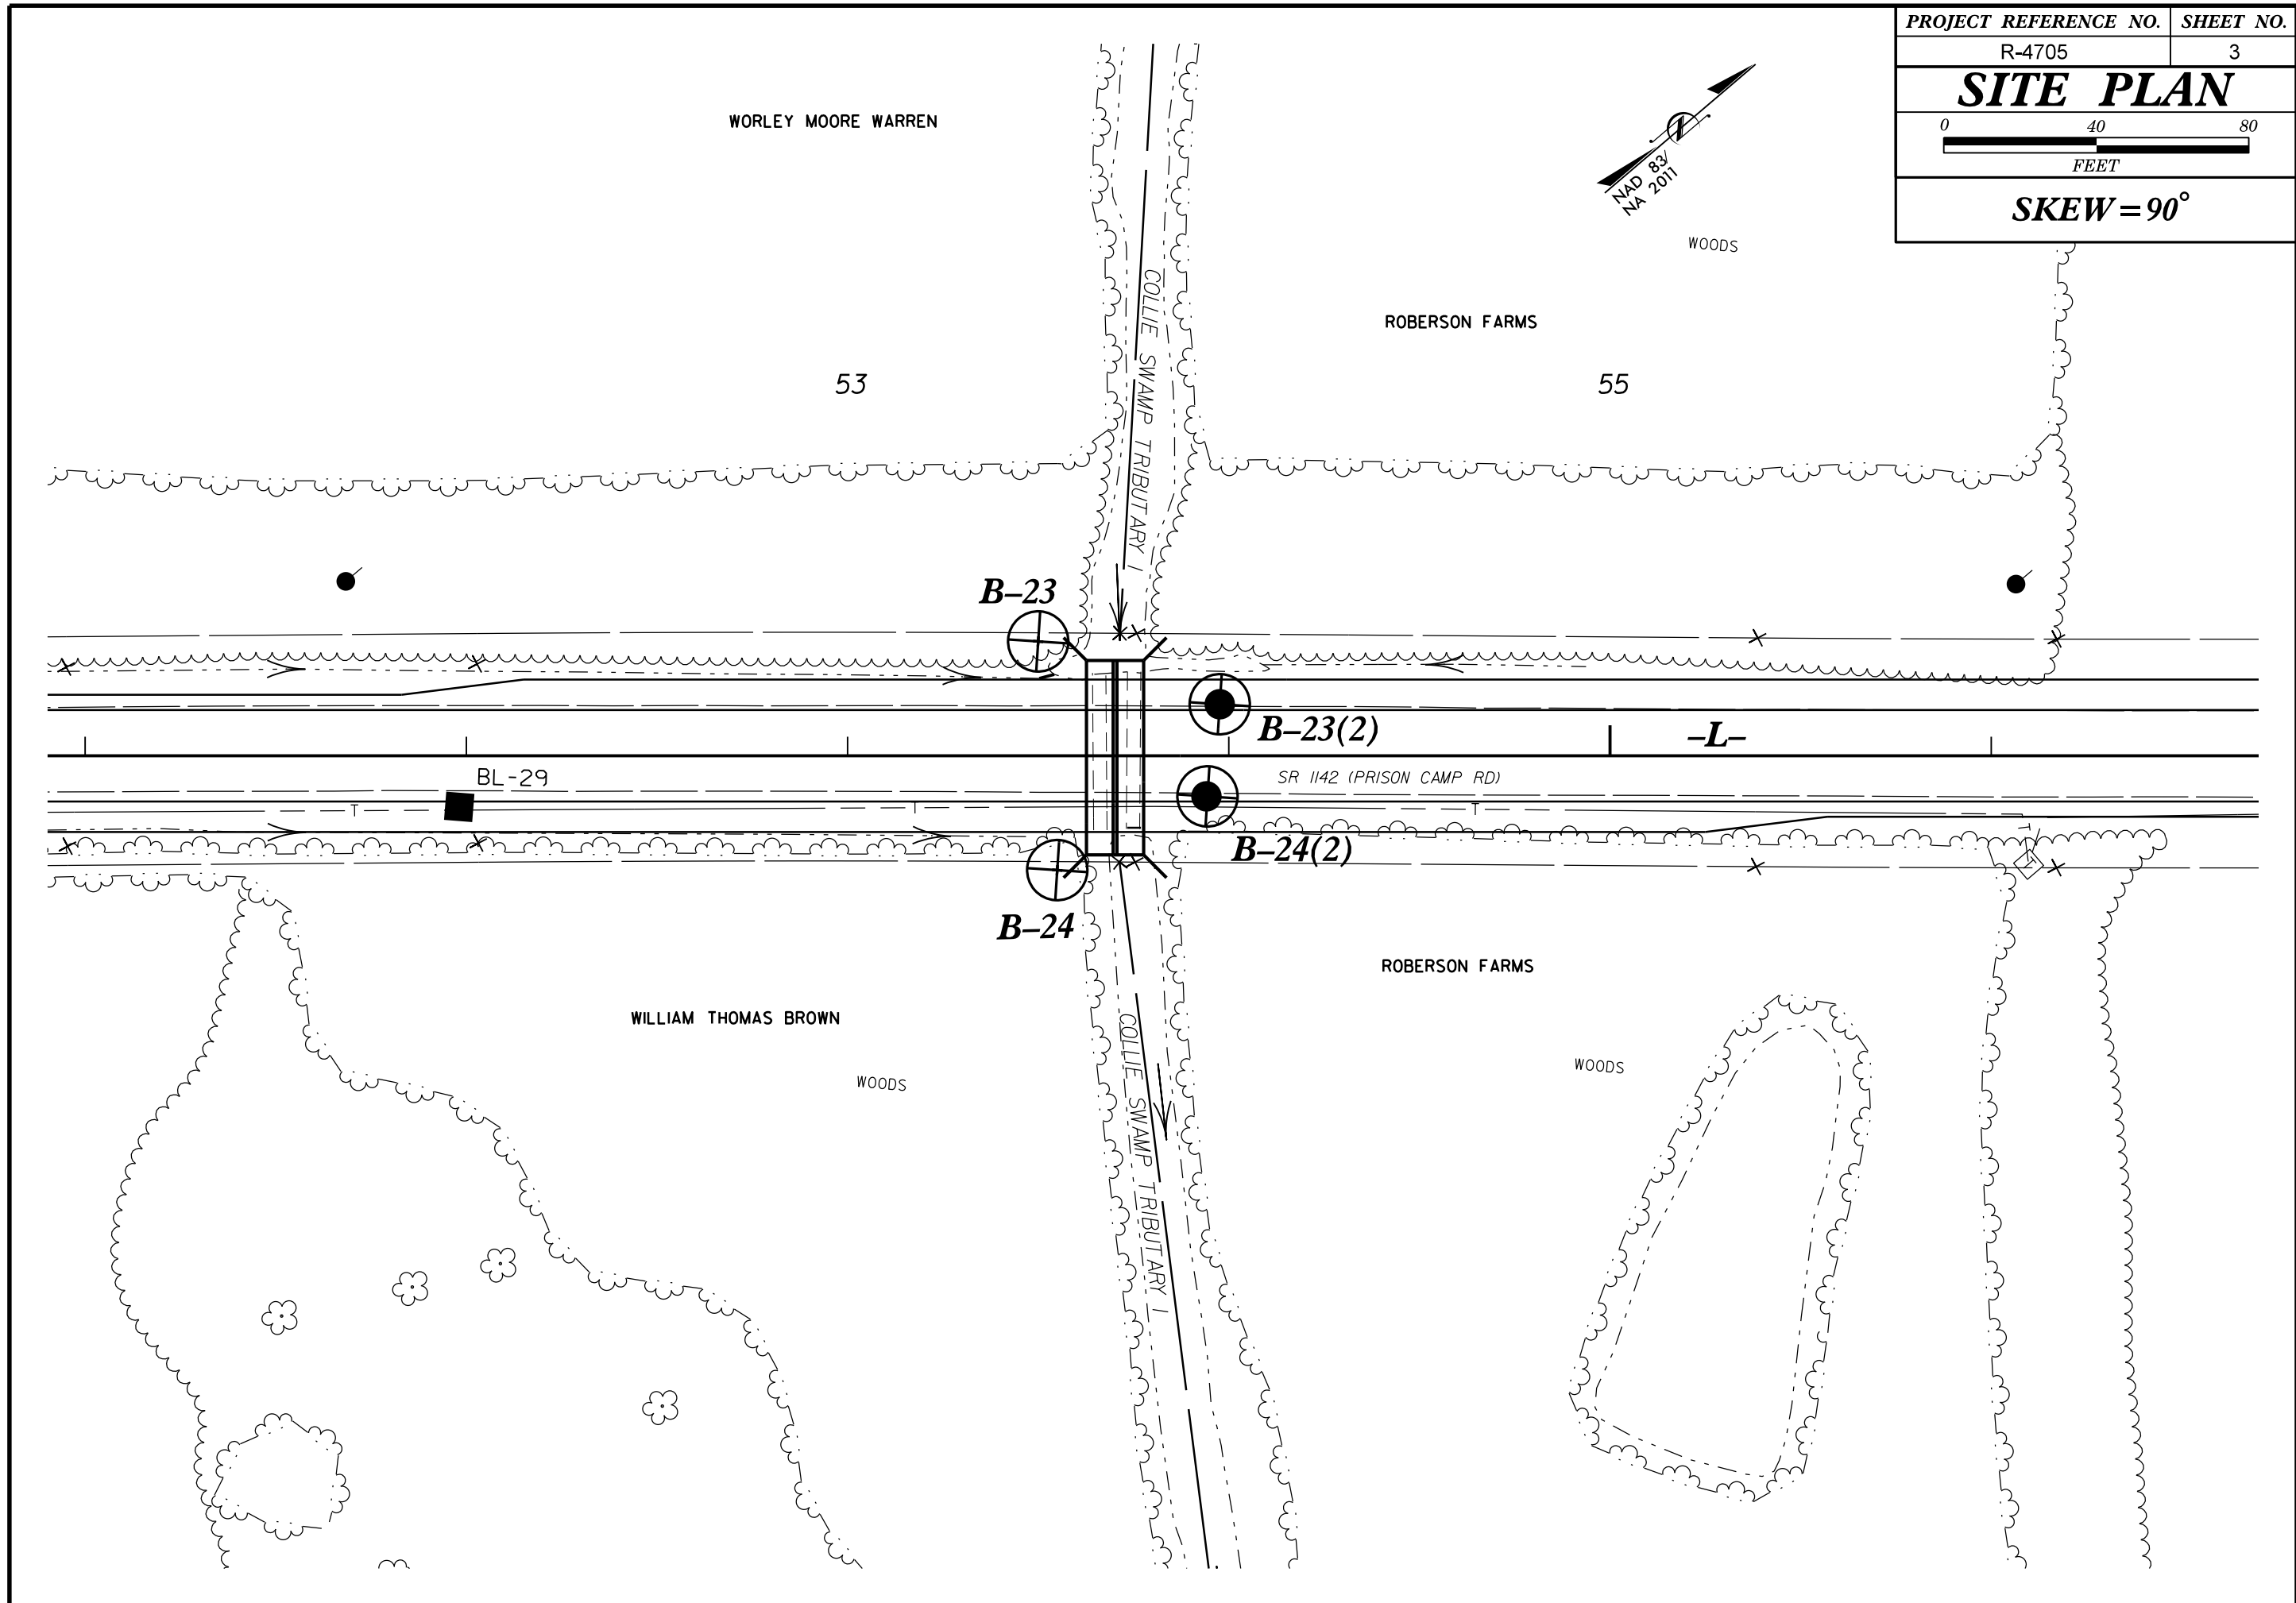 PROJECT REFERENCE NO. SHEET NO.
R-4705 3
SITE PLAN
0 40 80
FEET
SKEW=90°
NAD 83/
NA 2011
WORLEY MOORE WARREN
WOODS
ROBERSON FARMS
53
55
COLLIE SWAMP TRIBUTARY 1
B-23
B-23(2)
-L-
BL-29
SR 1142 (PRISON CAMP RD)
T
T
T
T
T
B-24(2)
B-24
ROBERSON FARMS
WILLIAM THOMAS BROWN
WOODS
WOODS
COLLIE SWAMP TRIBUTARY 1